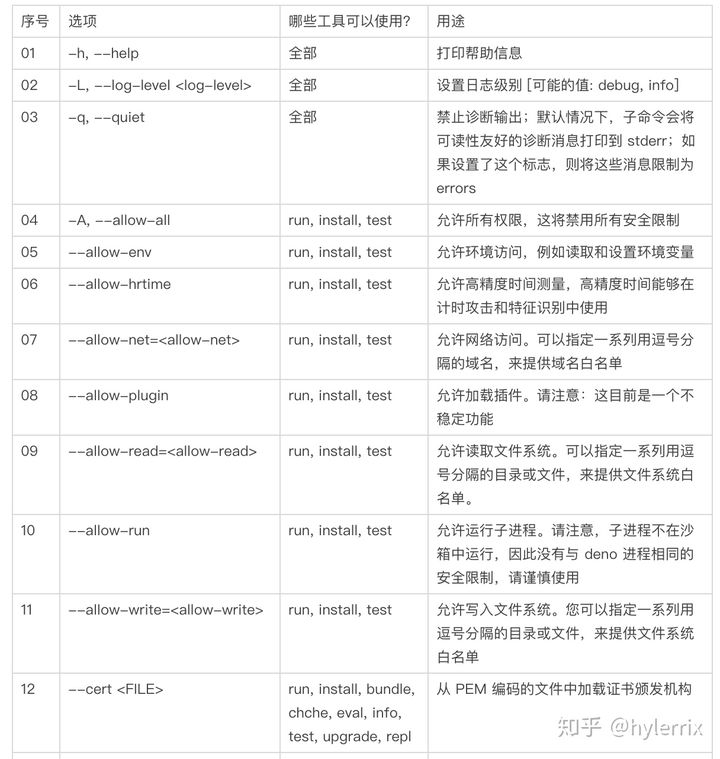 序号 选项 哪些工具可以使用? 用途
01 -h, --help 全部 打印帮助信息
02 -L, --log-level <log-level> 全部 设置日志级别 [可能的值: debug, info]
03 -q, --quiet 全部 禁止诊断输出；默认情况下，子命令会将
可读性友好的诊断消息打印到 stderr；如
果设置了这个标志，则将这些消息限制为
errors
04 -A, --allow-all run, install, test 允许所有权限，这将禁用所有安全限制
05 --allow-env run, install, test 允许环境访问，例如读取和设置环境变量
06 --allow-hrtime run, install, test 允许高精度时间测量，高精度时间能够在
计时攻击和特征识别中使用
07 --allow-net=<allow-net> run, install, test 允许网络访问。可以指定一系列用逗号分
隔的域名，来提供域名白名单
08 --allow-plugin run, install, test 允许加载插件。请注意：这目前是一个不
稳定功能
09 --allow-read=<allow-read> run, install, test 允许读取文件系统。可以指定一系列用逗
号分隔的目录或文件，来提供文件系统白
名单。
10 --allow-run run, install, test 允许运行子进程。请注意，子进程不在沙
箱中运行，因此没有与 deno 进程相同的
安全限制，请谨慎使用
11 --allow-write=<allow-write> run, install, test 允许写入文件系统。您可以指定一系列用
逗号分隔的目录或文件，来提供文件系统
白名单
12 --cert <FILE> run, install, bundle, 从 PEM 编码的文件中加载证书颁发机构
chche, eval, info,
test, upgrade, repl
知乎 @hylerrix